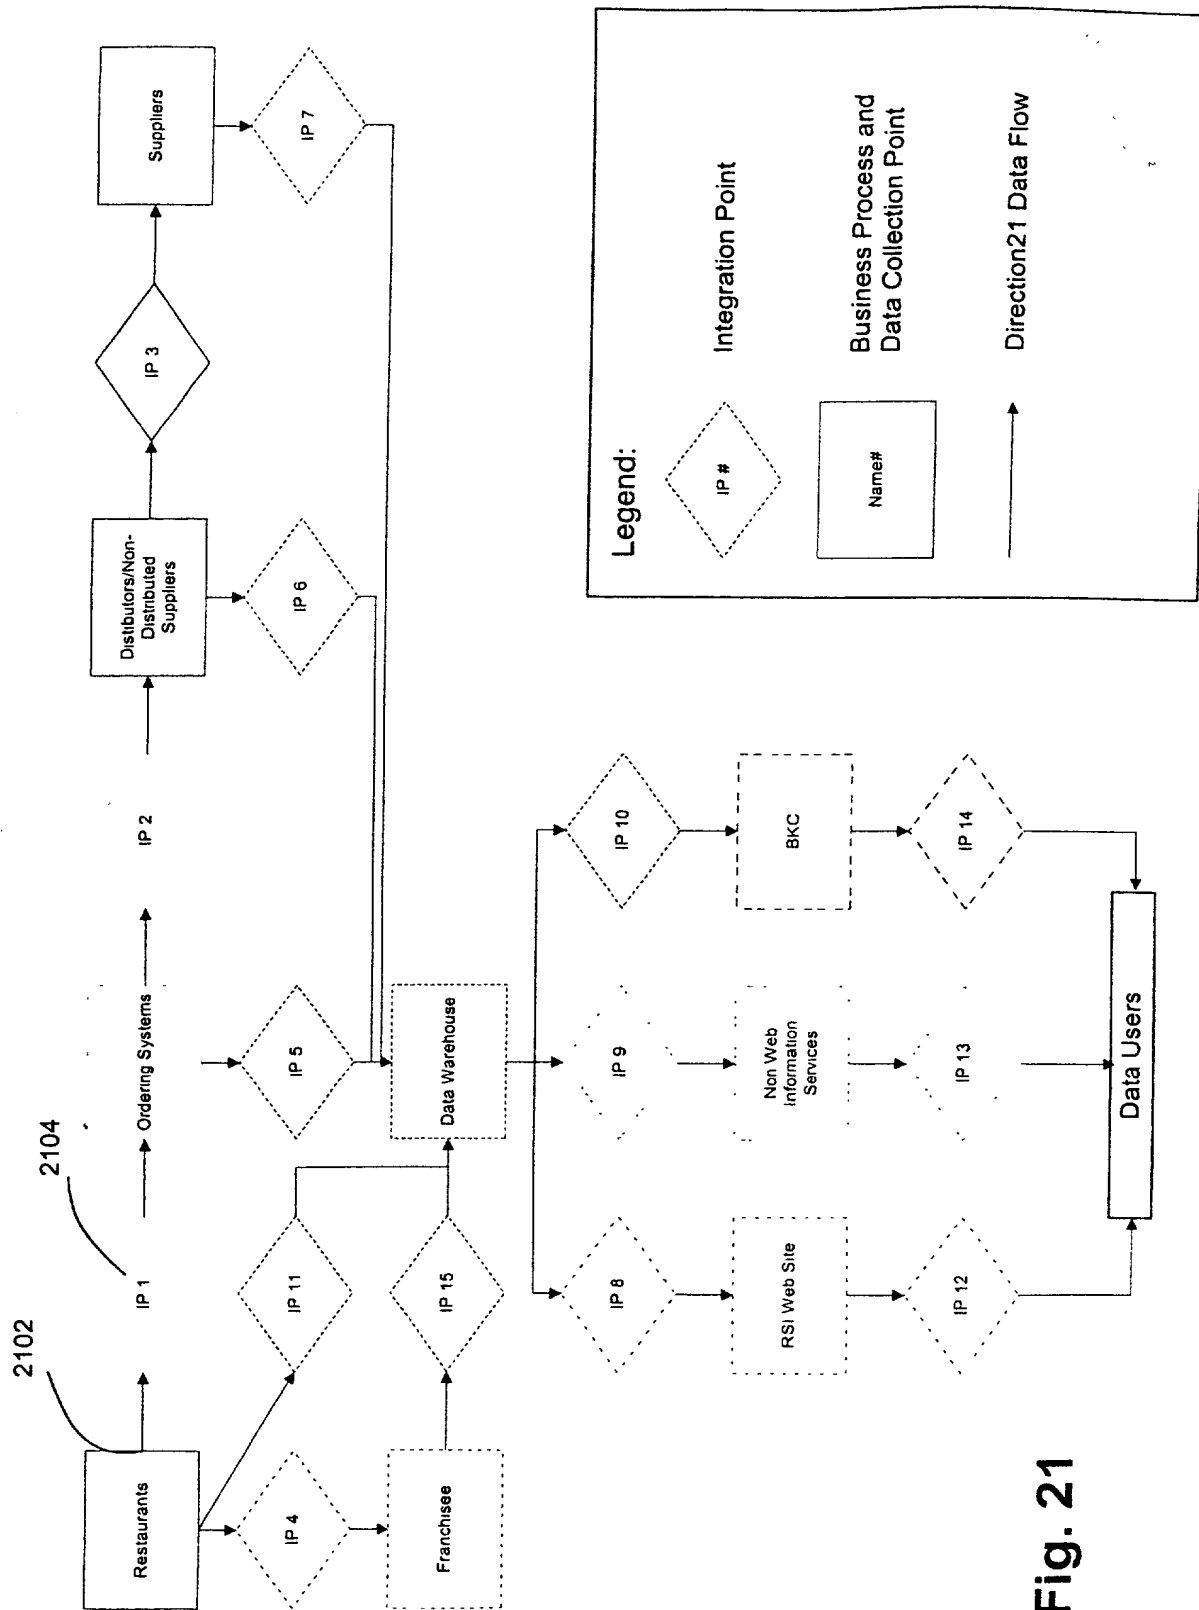 2102
2104
Restaurants
IP 1
Ordering Systems
IP 2
Distibutors/Non-
Distributed
Suppliers
IP 3
Suppliers
IP 4
IP 11
IP 5
IP 6
IP 7
Franchisee
IP 15
Data Warehouse
IP 8
IP 9
IP 10
RSI Web Site
Non Web
Information
Services
BKC
IP 12
IP 13
IP 14
Data Users
Legend:
IP #
Integration Point
Name#
Business Process and
Data Collection Point
Direction21 Data Flow
Fig. 21